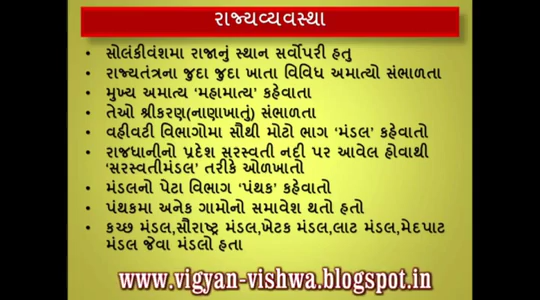 રાજ્યવ્યવસ્થા
• સોલંકીવંશમા રાજાનું સ્થાન સર્વોપરી હતુ
• રાજ્યતંત્રના જુદા જુદા ખાતા વિવિધ અમાત્યો સંભાળતા
• મુખ્ય અમાત્ય ‘મહામાત્ય’ કહેવાતા
• તેઓ શ્રીકરણ(નાણાખાતું) સંભાળતા
• વહીવટી વિભાગોમા સૌથી મોટો ભાગ ‘મંડલ’ કહેવાતો
• રાજધાનીનો પ્રદેશ સરસ્વતી નદી પર આવેલ હોવાથી
‘સરસ્વતીમંડલ’ તરીકે ઓળખાતો
• મંડલનો પેટા વિભાગ ‘પંથક’ કહેવાતો
• પંથકમા અનેક ગામોનો સમાવેશ થતો હતો
• કચ્છ મંડલ,સૌરાષ્ટ્ર મંડલ,ખેટક મંડલ,લાટ મંડલ,મેદપાટ
મંડલ જેવા મંડલો હતા
www.vigyan-vishwa.blogspot.in